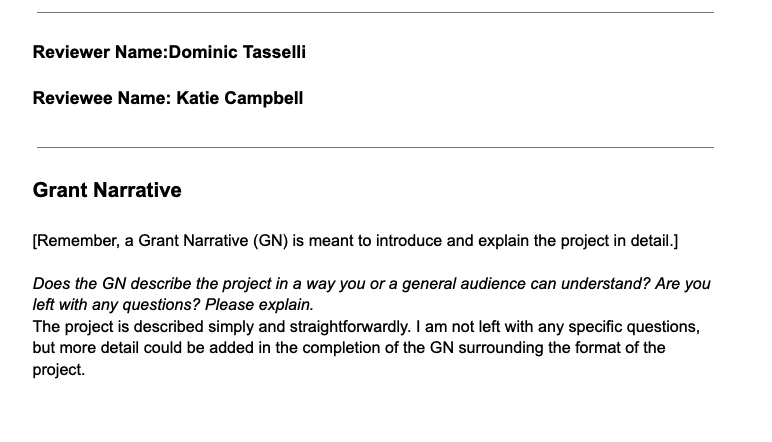 Reviewer Name:Dominic Tasselli
Reviewee Name: Katie Campbell
Grant Narrative
[Remember, a Grant Narrative (GN) is meant to introduce and explain the project in detail.]
Does the GN describe the project in a way you or a general audience can understand? Are you
left with any questions? Please explain.
The project is described simply and straightforwardly. I am not left with any specific questions,
but more detail could be added in the completion of the GN surrounding the format of the
project.